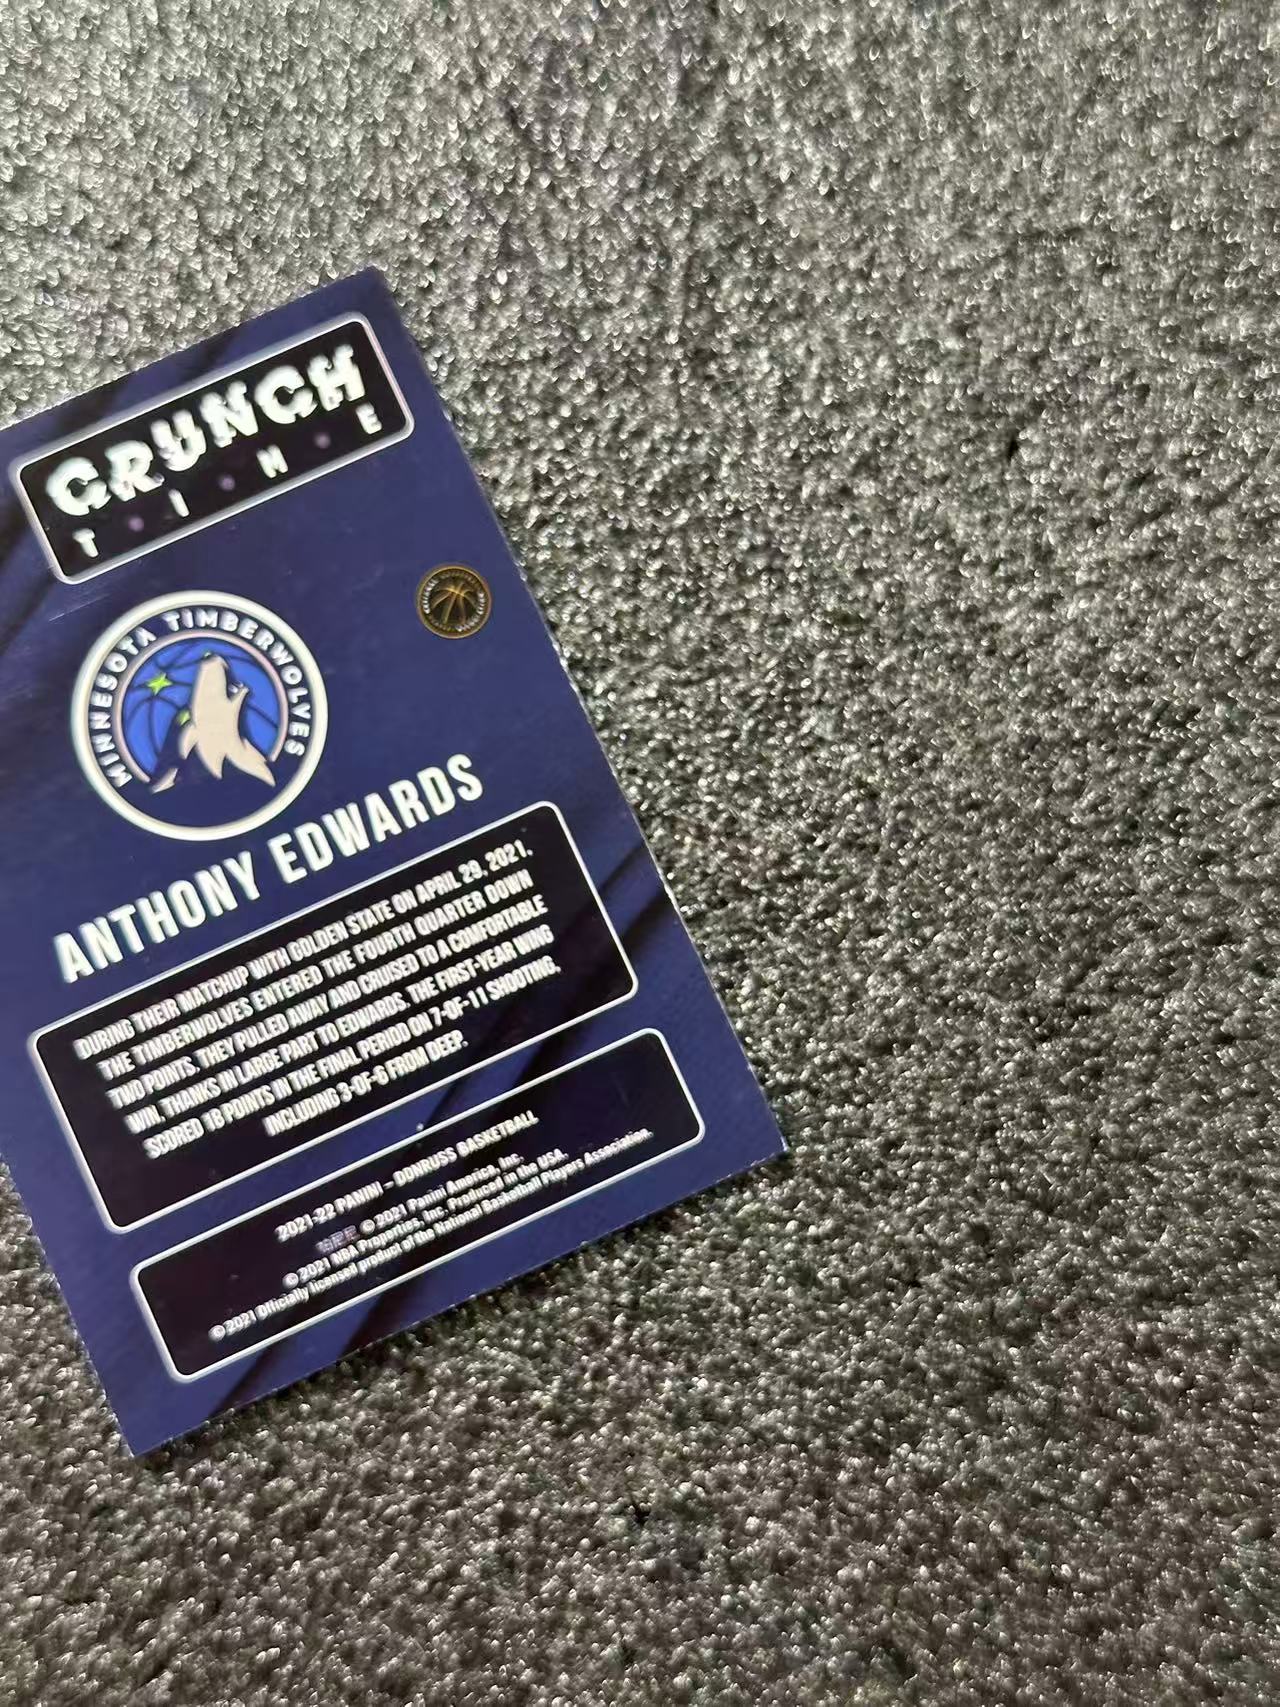 CRUNCH
T • I • M • E
MINNESOTA TIMBERWOLVES
ANTHONY EDWARDS
DURING THEIR MATCHUP WITH GOLDEN STATE ON APRIL 29, 2021,
THE TIMBERWOLVES ENTERED THE FOURTH QUARTER DOWN
TWO POINTS. THEY PULLED AWAY AND CRUISED TO A COMFORTABLE
WIN, THANKS IN LARGE PART TO EDWARDS. THE FIRST-YEAR WING
SCORED 18 POINTS IN THE FINAL PERIOD ON 7-OF-11 SHOOTING,
INCLUDING 3-OF-6 FROM DEEP.
2021-22 PANINI – DONRUSS BASKETBALL
© 2021 Panini America, Inc.
© 2021 NBA Properties, Inc. Produced in the USA.
© 2021 Officially licensed product of the National Basketball Players Association.